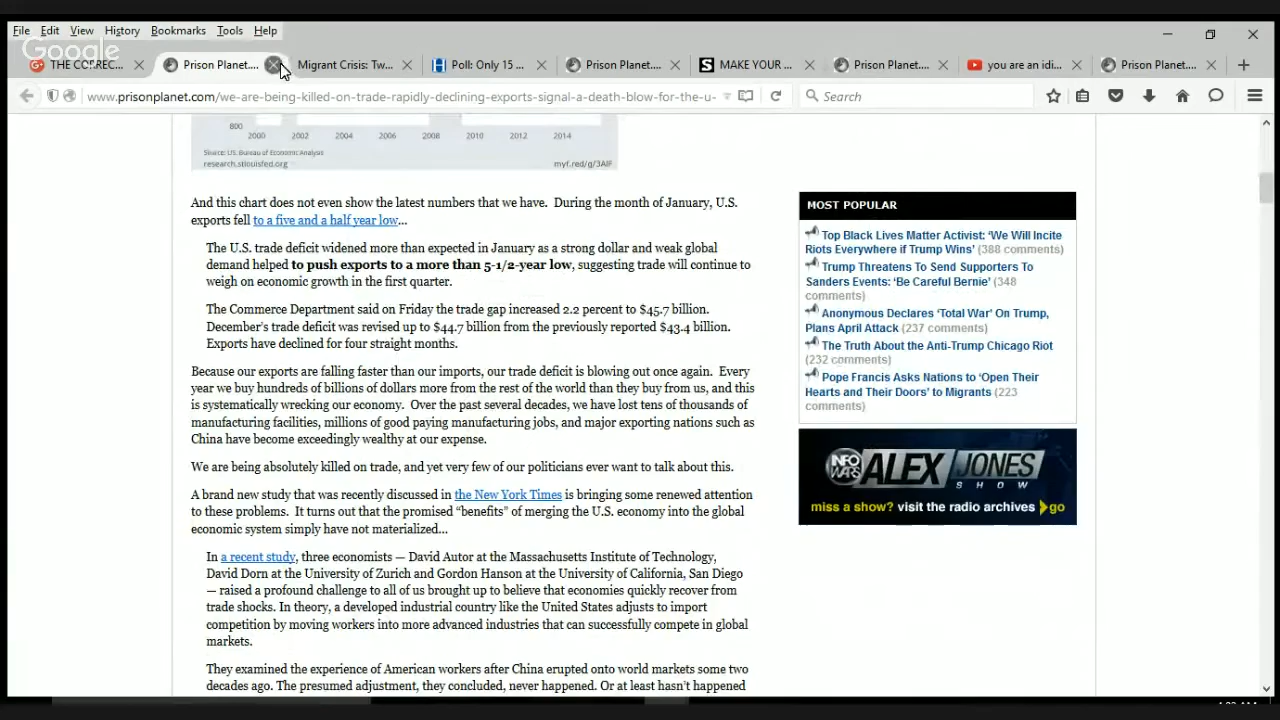 File Edit View History Bookmarks Tools Help
Google
THE CORREC...
Prison Planet....
Migrant Crisis: Tw...
Poll: Only 15 ...
Prison Planet....
MAKE YOUR ...
Prison Planet....
you are an idi...
Prison Planet....
www.prisonplanet.com/we-are-being-killed-on-trade-rapidly-declining-exports-signal-a-death-blow-for-the-u-
Search
800
2000 2002 2004 2006 2008 2010 2012 2014
Source: US. Bureau of Economic Analysis
research.stlouisfed.org myf.red/g/3AlF
And this chart does not even show the latest numbers that we have. During the month of January, U.S.
exports fell to a five and a half year low...
The U.S. trade deficit widened more than expected in January as a strong dollar and weak global
demand helped to push exports to a more than 5-1/2-year low, suggesting trade will continue to
weigh on economic growth in the first quarter.
The Commerce Department said on Friday the trade gap increased 2.2 percent to $45.7 billion.
December's trade deficit was revised up to $44.7 billion from the previously reported $43.4 billion.
Exports have declined for four straight months.
Because our exports are falling faster than our imports, our trade deficit is blowing out once again. Every
year we buy hundreds of billions of dollars more from the rest of the world than they buy from us, and this
is systematically wrecking our economy. Over the past several decades, we have lost tens of thousands of
manufacturing facilities, millions of good paying manufacturing jobs, and major exporting nations such as
China have become exceedingly wealthy at our expense.
We are being absolutely killed on trade, and yet very few of our politicians ever want to talk about this.
A brand new study that was recently discussed in the New York Times is bringing some renewed attention
to these problems. It turns out that the promised "benefits" of merging the U.S. economy into the global
economic system simply have not materialized...
In a recent study, three economists — David Autor at the Massachusetts Institute of Technology,
David Dorn at the University of Zurich and Gordon Hanson at the University of California, San Diego
— raised a profound challenge to all of us brought up to believe that economies quickly recover from
trade shocks. In theory, a developed industrial country like the United States adjusts to import
competition by moving workers into more advanced industries that can successfully compete in global
markets.
They examined the experience of American workers after China erupted onto world markets some two
decades ago. The presumed adjustment, they concluded, never happened. Or at least hasn't happened
MOST POPULAR
Top Black Lives Matter Activist: 'We Will Incite
Riots Everywhere if Trump Wins' (388 comments)
Trump Threatens To Send Supporters To
Sanders Events: 'Be Careful Bernie' (348
comments)
Anonymous Declares 'Total War' On Trump,
Plans April Attack (237 comments)
The Truth About the Anti-Trump Chicago Riot
(232 comments)
Pope Francis Asks Nations to 'Open Their
Hearts and Their Doors' to Migrants (223
comments)
INFO WARS ALEX JONES
SHOW
miss a show? visit the radio archives go